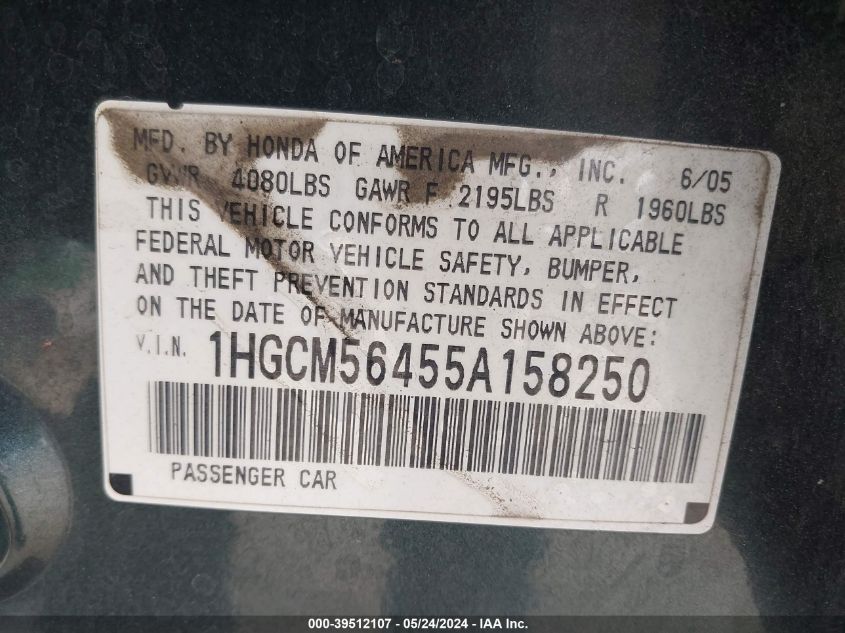 MFD. BY HONDA OF AMERICA MFG., INC. 6/05
GVWR 4080LBS GAWR F 2195LBS R 1960LBS
THIS VEHICLE CONFORMS TO ALL APPLICABLE
FEDERAL MOTOR VEHICLE SAFETY, BUMPER,
AND THEFT PREVENTION STANDARDS IN EFFECT
ON THE DATE OF MANUFACTURE SHOWN ABOVE:
V.I.N. 1HGCM56455A158250
PASSENGER CAR
000-39512107 - 05/24/2024 - IAA, Inc.